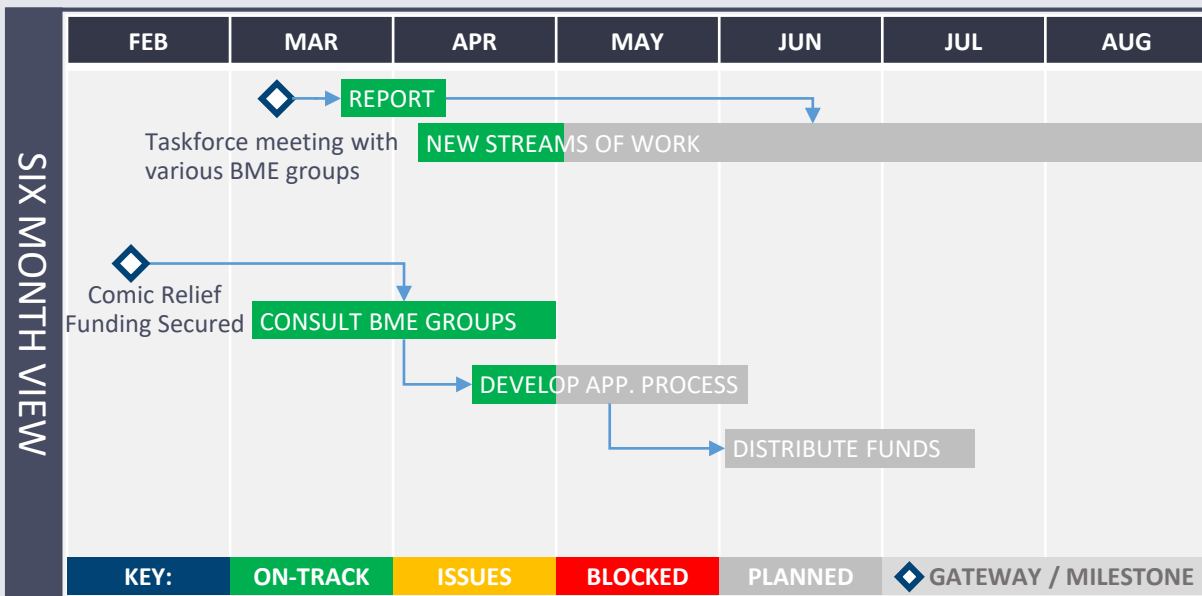 FEB MAR APR MAY JUN JUL AUG
SIX MONTH VIEW
REPORT
Taskforce meeting with
various BME groups
NEW STREAMS OF WORK
Comic Relief
Funding Secured
CONSULT BME GROUPS
DEVELOP APP. PROCESS
DISTRIBUTE FUNDS
KEY: ON-TRACK ISSUES BLOCKED PLANNED GATEWAY / MILESTONE